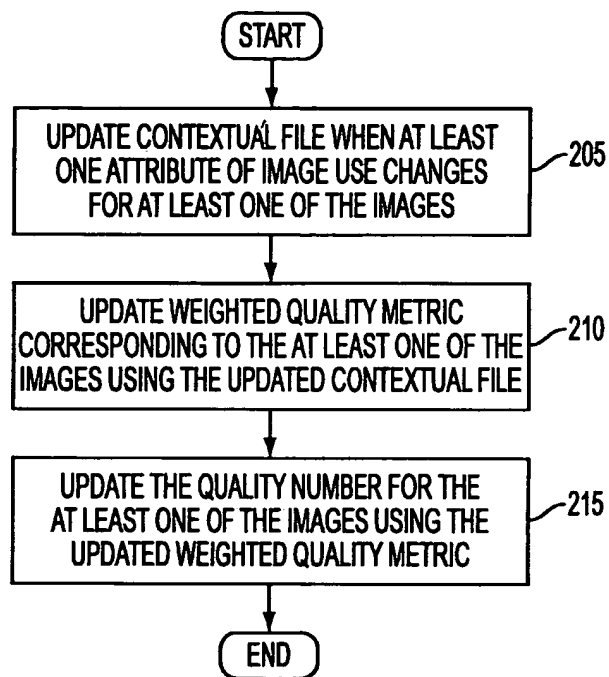 START
UPDATE CONTEXTUAL FILE WHEN AT LEAST
ONE ATTRIBUTE OF IMAGE USE CHANGES
FOR AT LEAST ONE OF THE IMAGES
205
UPDATE WEIGHTED QUALITY METRIC
CORRESPONDING TO THE AT LEAST ONE OF THE
IMAGES USING THE UPDATED CONTEXTUAL FILE
210
UPDATE THE QUALITY NUMBER FOR THE
AT LEAST ONE OF THE IMAGES USING THE
UPDATED WEIGHTED QUALITY METRIC
215
END